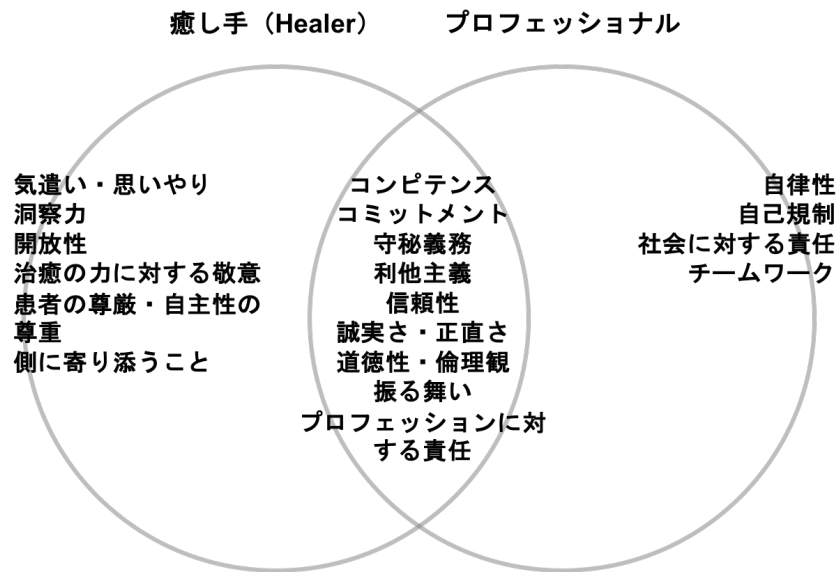 癒し手（Healer） プロフェッショナル
気遣い・思いやり
洞察力
開放性
治癒の力に対する敬意
患者の尊厳・自主性の
尊重
側に寄り添うこと
コンピテンス
コミットメント
守秘義務
利他主義
信頼性
誠実さ・正直さ
道徳性・倫理観
振る舞い
プロフェッションに対
する責任
自律性
自己規制
社会に対する責任
チームワーク